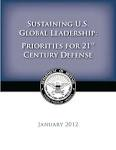 SUSTAINING U.S.
GLOBAL LEADERSHIP:
PRIORITIES FOR 21ST
CENTURY DEFENSE
JANUARY 2012